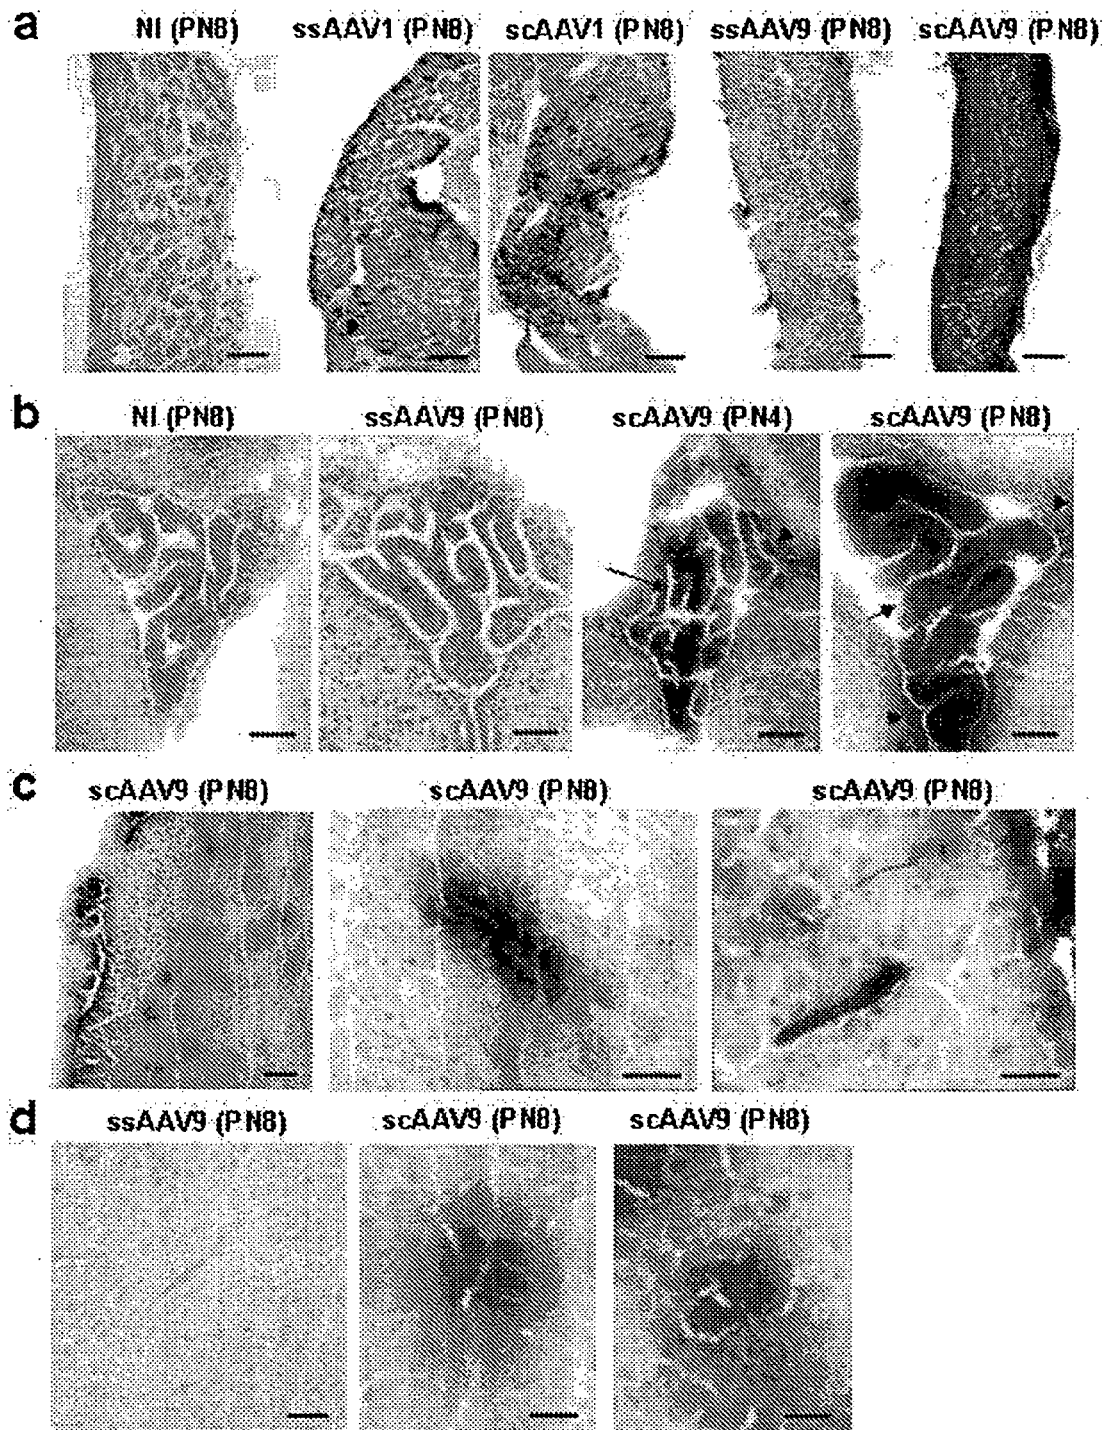 a
NI (PN8) ssAAV1 (PN8) scAAV1 (PN8) ssAAV9 (PN8) scAAV9 (PN8)
b
NI (PN8) ssAAV9 (PN8) scAAV9 (PN4) scAAV9 (PN8)
c
scAAV9 (PN8) scAAV9 (PN8) scAAV9 (PN8)
d
ssAAV9 (PN8) scAAV9 (PN8) scAAV9 (PN8)